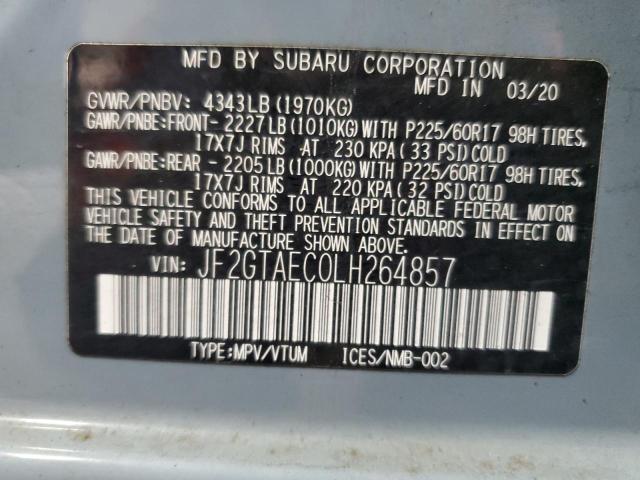 MFD BY SUBARU CORPORATION
MFD IN 03/20
GVWR/PNBV: 4343LB(1970KG)
GAWR/PNBE:FRONT-2227LB(1010KG)WITH P225/60R17 98H TIRES,
17X7J RIMS AT 230 KPA(33 PSI)COLD
GAWR/PNBE:REAR -2205LB(1000KG)WITH P225/60R17 98H TIRES,
17X7J RIMS AT 220 KPA(32 PSI)COLD
THIS VEHICLE CONFORMS TO ALL APPLICABLE FEDERAL MOTOR
VEHICLE SAFETY AND THEFT PREVENTION STANDARDS IN EFFECT
ON THE DATE OF MANUFACTURE SHOWN ABOVE.
VIN: JF2GTAEC0LH264857
TYPE:MPV/VTUM ICES/NMB-002